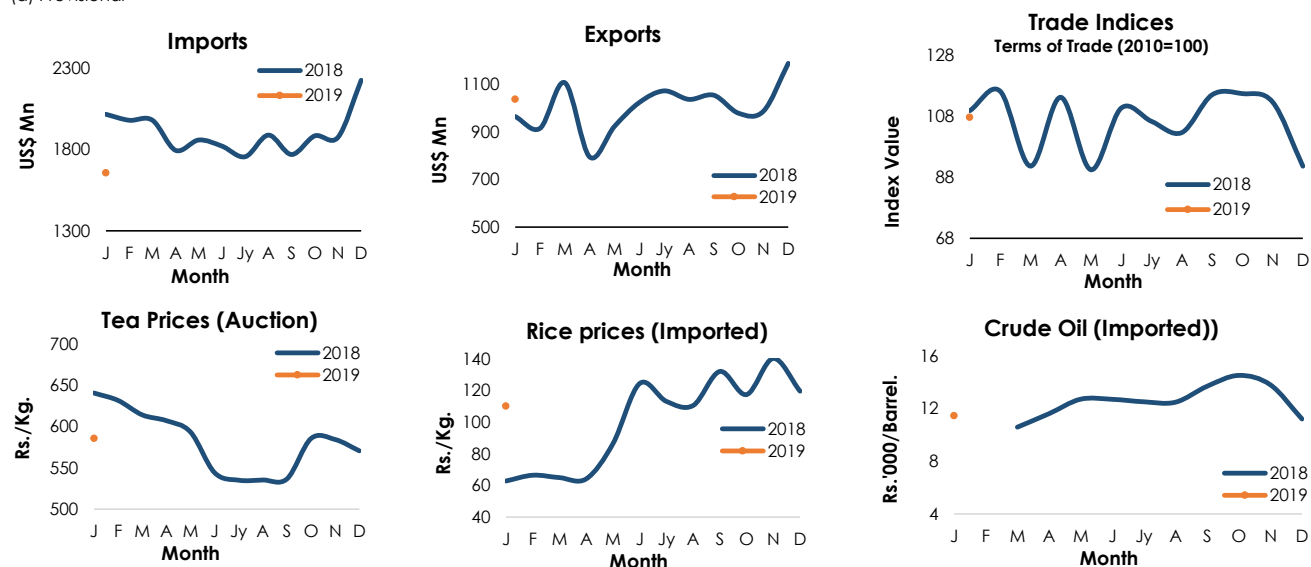 Imports
US$ Mn
2300
1800
1300
2018
2019
J F M A M J Jy A S O N D
Month
Exports
US$ Mn
1100
900
700
500
2018
2019
J F M A M J Jy A S O N D
Month
Trade Indices
Terms of Trade (2010=100)
Index Value
128
108
88
68
2018
2019
J F M A M J Jy A S O N D
Month
Tea Prices (Auction)
Rs./Kg.
700
650
600
550
500
2018
2019
J F M A M J Jy A S O N D
Month
Rice prices (Imported)
Rs./Kg.
140
120
100
80
60
40
2018
2019
J F M A M J Jy A S O N D
Month
Crude Oil (Imported))
Rs.'000/Barrel.
16
12
8
4
2018
2019
J F M A M J Jy A S O N D
Month